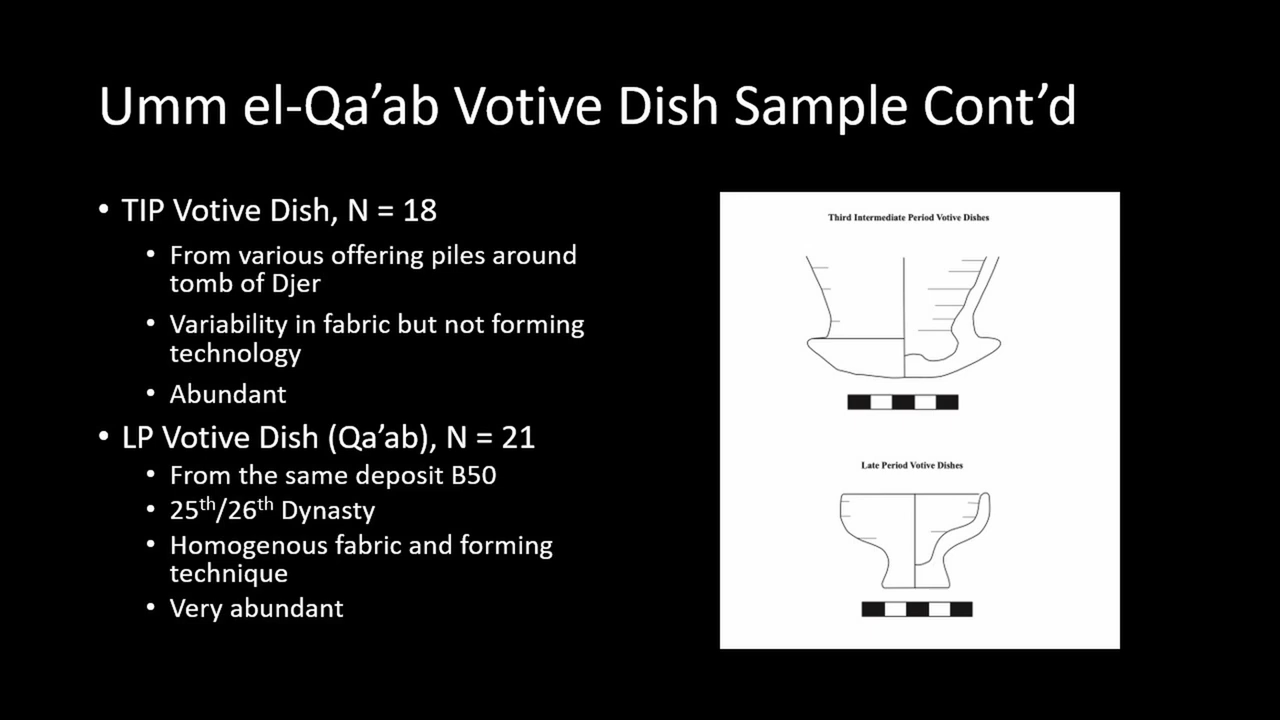 Umm el-Qa’ab Votive Dish Sample Cont’d
• TIP Votive Dish, N = 18
• From various offering piles around
tomb of Djer
• Variability in fabric but not forming
technology
• Abundant
• LP Votive Dish (Qa’ab), N = 21
• From the same deposit B50
• 25th/26th Dynasty
• Homogenous fabric and forming
technique
• Very abundant
Third Intermediate Period Votive Dishes
Late Period Votive Dishes